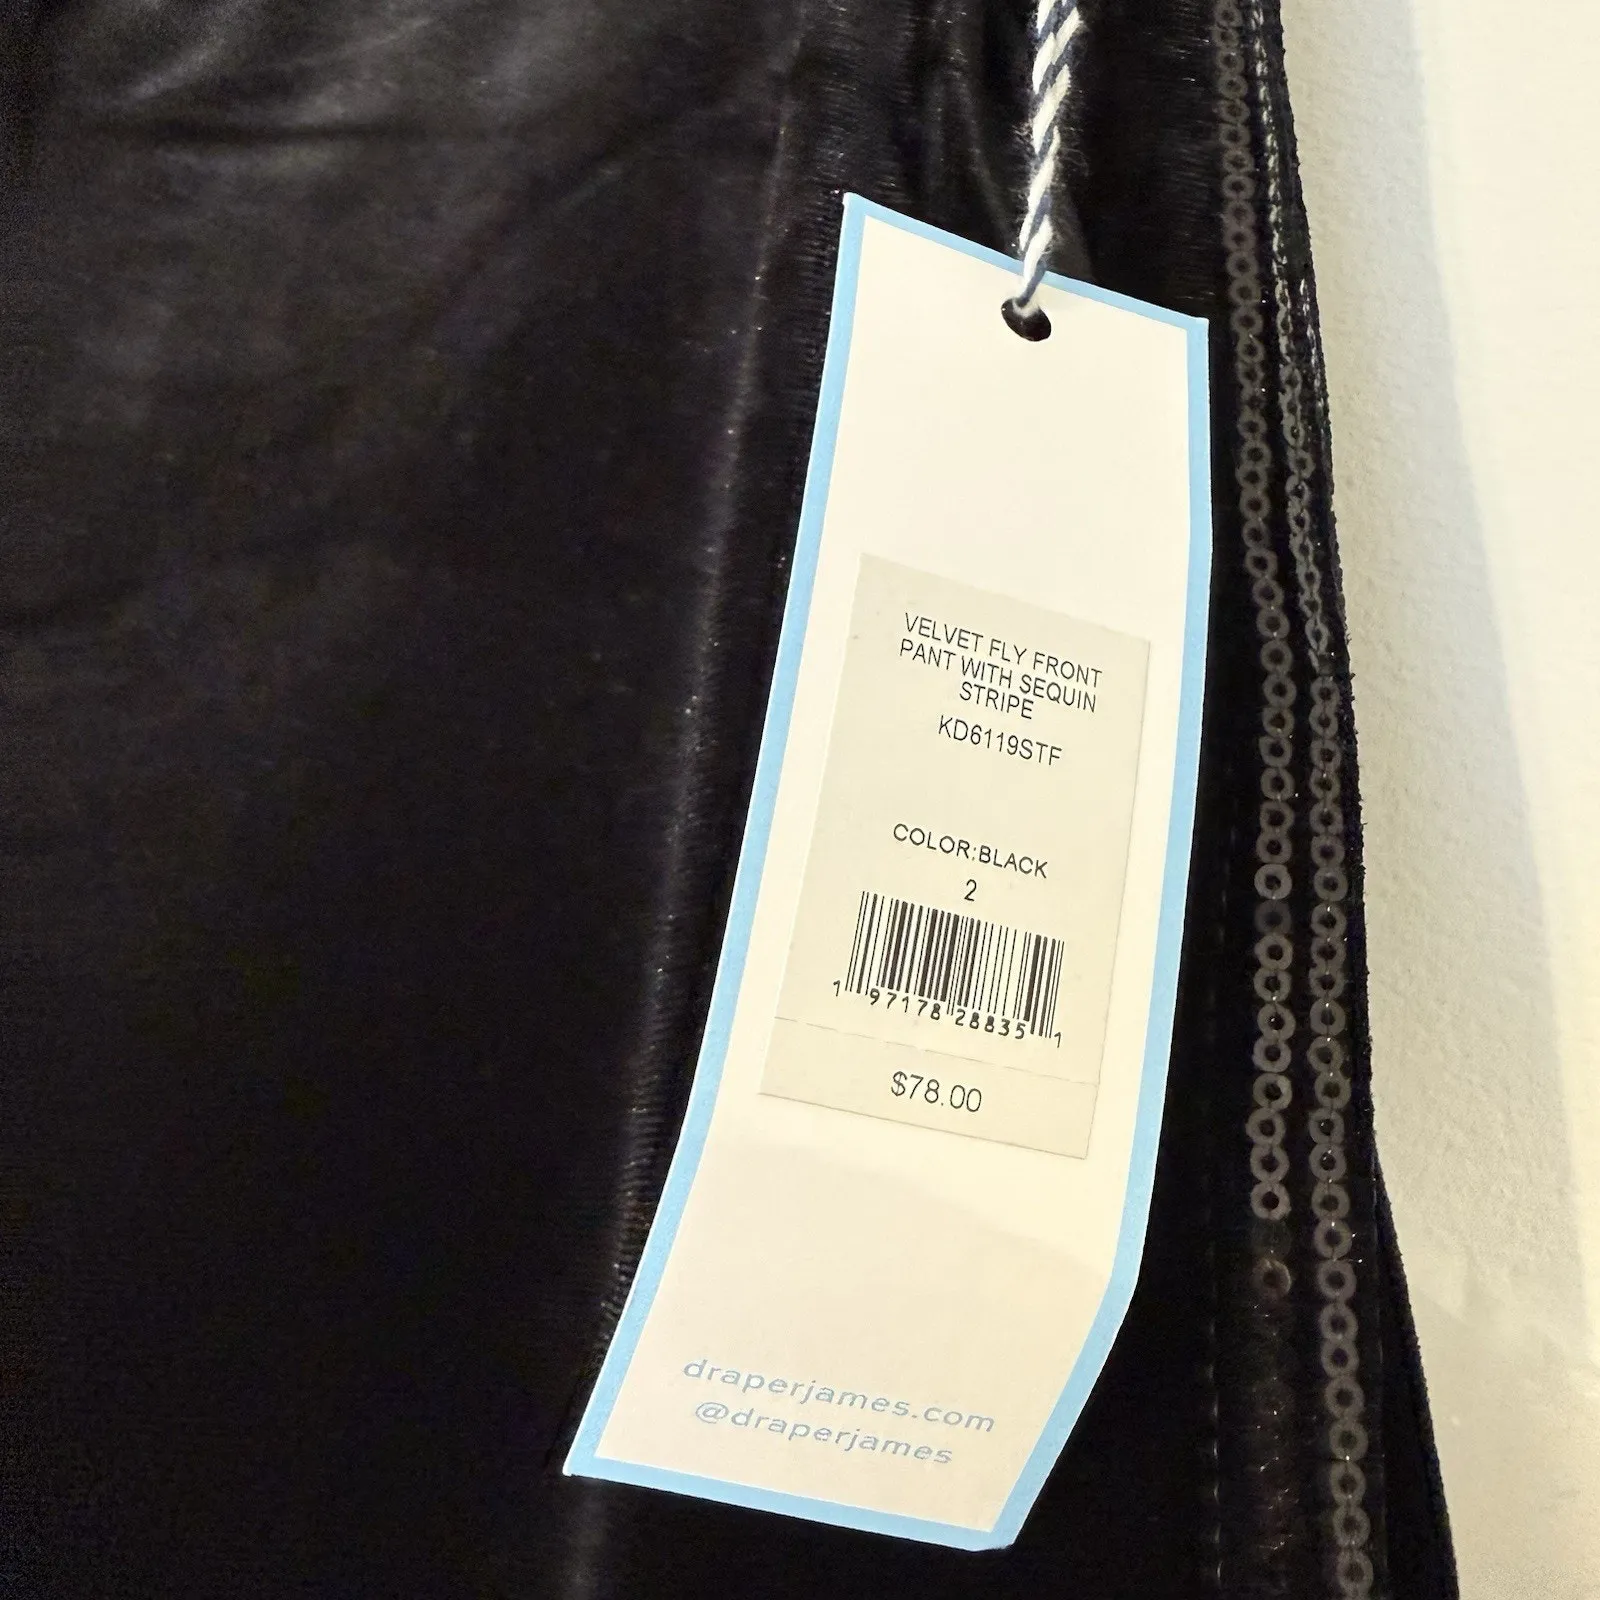 VELVET FLY FRONT
PANT WITH SEQUIN
STRIPE
KD6119STF
COLOR:BLACK
2
1 97178 28835 1
$78.00
draperjames.com
@draperjames